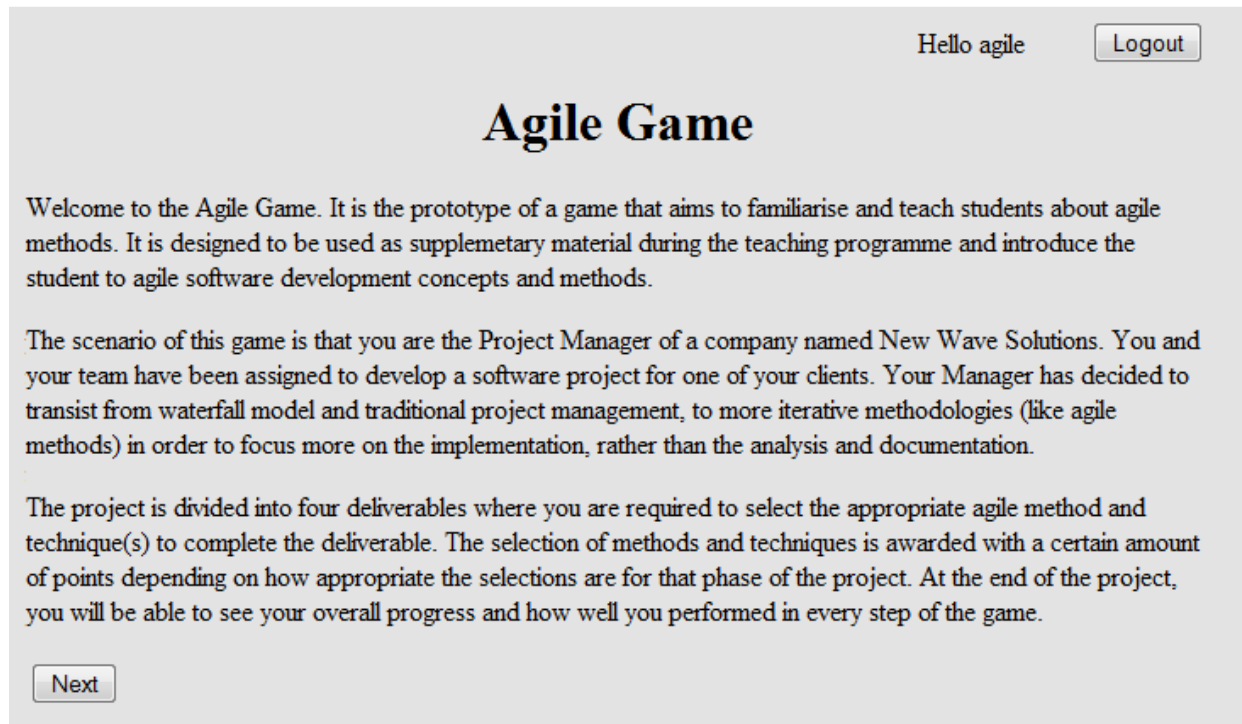 Hello agile Logout
Agile Game
Welcome to the Agile Game. It is the prototype of a game that aims to familiarise and teach students about agile
methods. It is designed to be used as supplemetary material during the teaching programme and introduce the
student to agile software development concepts and methods.
The scenario of this game is that you are the Project Manager of a company named New Wave Solutions. You and
your team have been assigned to develop a software project for one of your clients. Your Manager has decided to
transist from waterfall model and traditional project management, to more iterative methodologies (like agile
methods) in order to focus more on the implementation, rather than the analysis and documentation.
The project is divided into four deliverables where you are required to select the appropriate agile method and
technique(s) to complete the deliverable. The selection of methods and techniques is awarded with a certain amount
of points depending on how appropriate the selections are for that phase of the project. At the end of the project,
you will be able to see your overall progress and how well you performed in every step of the game.
Next